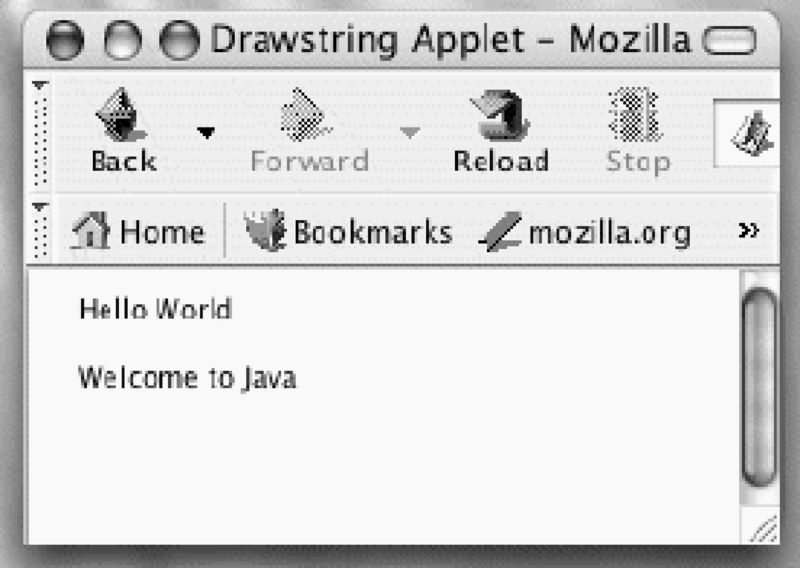 Drawstring Applet – Mozilla
Back Forward Reload Stop
Home Bookmarks mozilla.org »
Hello World
Welcome to Java